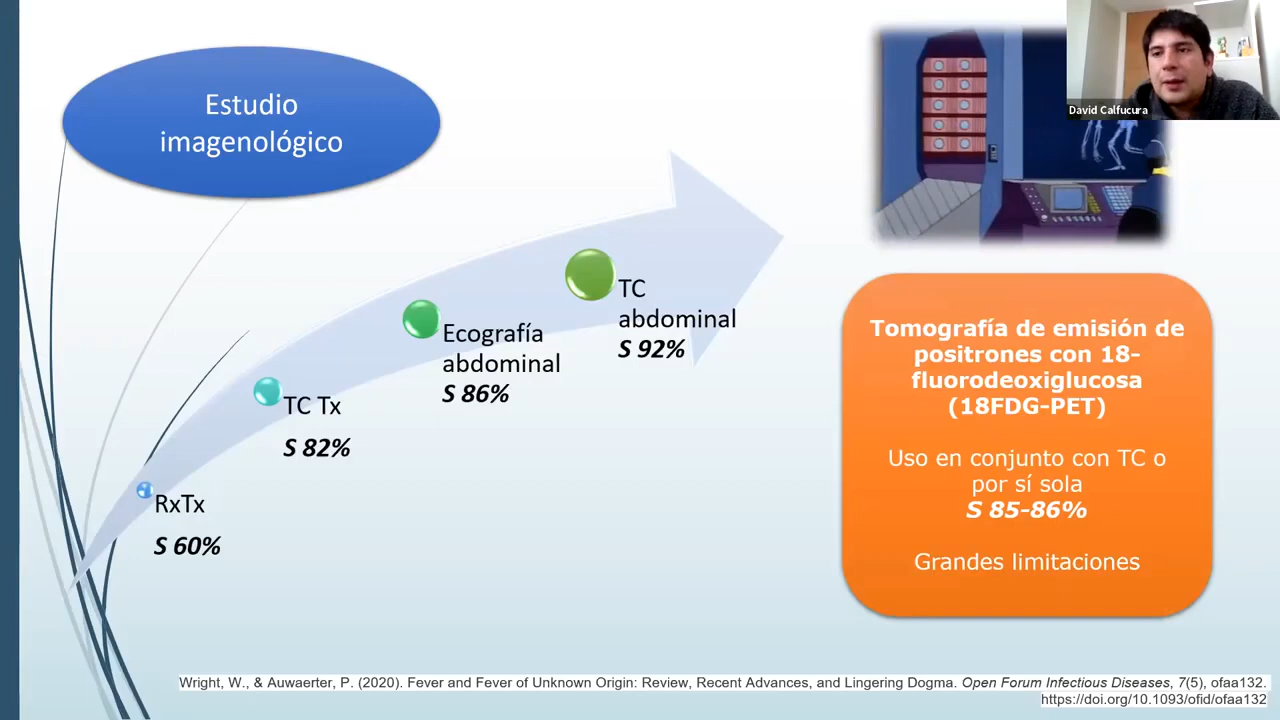 Estudio
imagenológico
David Calfucura
TC
abdominal
S 92%
Ecografía
abdominal
S 86%
TC Tx
S 82%
RxTx
S 60%
Tomografía de emisión de
positrones con 18-
fluorodeoxiglucosa
(18FDG-PET)
Uso en conjunto con TC o
por sí sola
S 85-86%
Grandes limitaciones
Wright, W., & Auwaerter, P. (2020). Fever and Fever of Unknown Origin: Review, Recent Advances, and Lingering Dogma. Open Forum Infectious Diseases, 7(5), ofaa132.
https://doi.org/10.1093/ofid/ofaa132